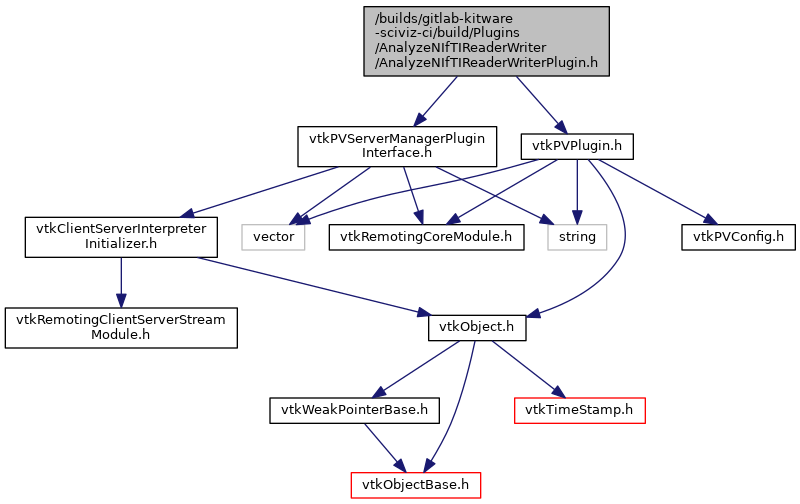 /builds/gitlab-kitware
-sciviz-ci/build/Plugins
/AnalyzeNIfTIReaderWriter
/AnalyzeNIfTIReaderWriterPlugin.h
vtkPVServerManagerPlugin
Interface.h
vtkPVPlugin.h
vtkClientServerInterpreter
Initializer.h
vector
vtkRemotingCoreModule.h
string
vtkPVConfig.h
vtkRemotingClientServerStream
Module.h
vtkObject.h
vtkWeakPointerBase.h
vtkTimeStamp.h
vtkObjectBase.h